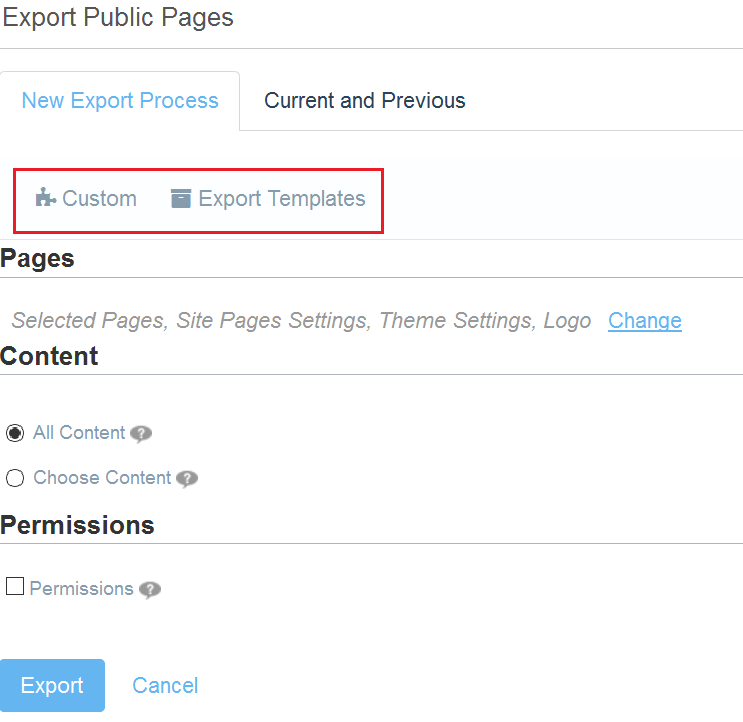 Export Public Pages
New Export Process Current and Previous
Custom Export Templates
Pages
Selected Pages, Site Pages Settings, Theme Settings, Logo Change
Content
All Content ?
Choose Content ?
Permissions
Permissions ?
Export Cancel